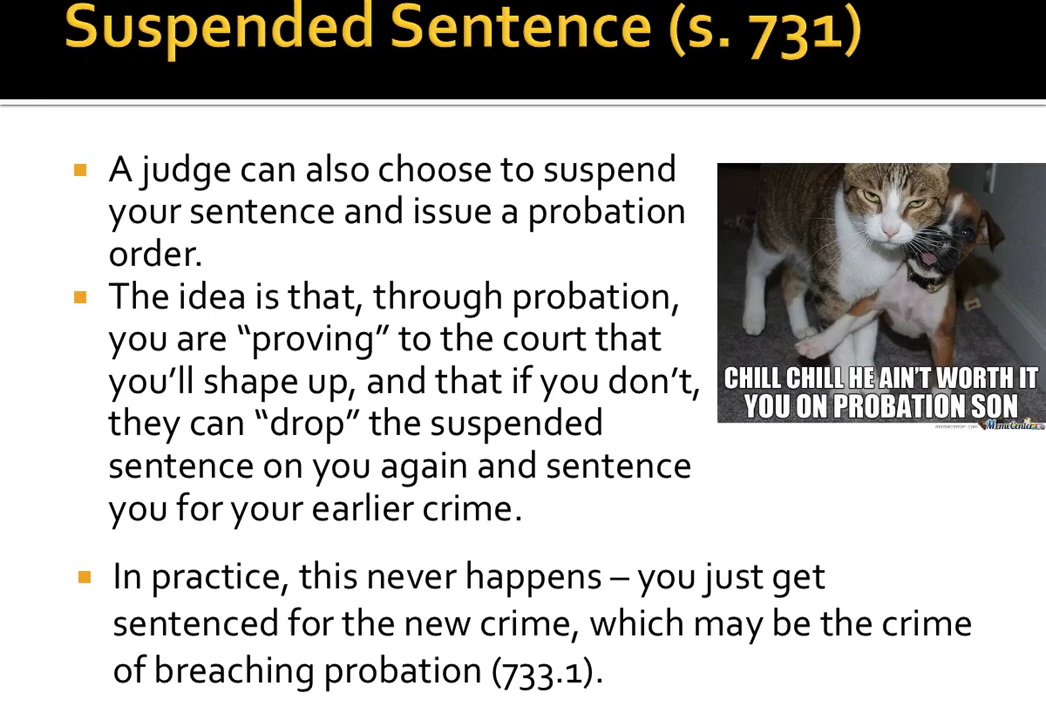 Suspended Sentence (s. 731)
A judge can also choose to suspend
your sentence and issue a probation
order.
The idea is that, through probation,
you are “proving” to the court that
you’ll shape up, and that if you don’t,
they can “drop” the suspended
sentence on you again and sentence
you for your earlier crime.
CHILL CHILL HE AIN'T WORTH IT
YOU ON PROBATION SON
memecenter.com MemeCenter
In practice, this never happens – you just get
sentenced for the new crime, which may be the crime
of breaching probation (733.1).